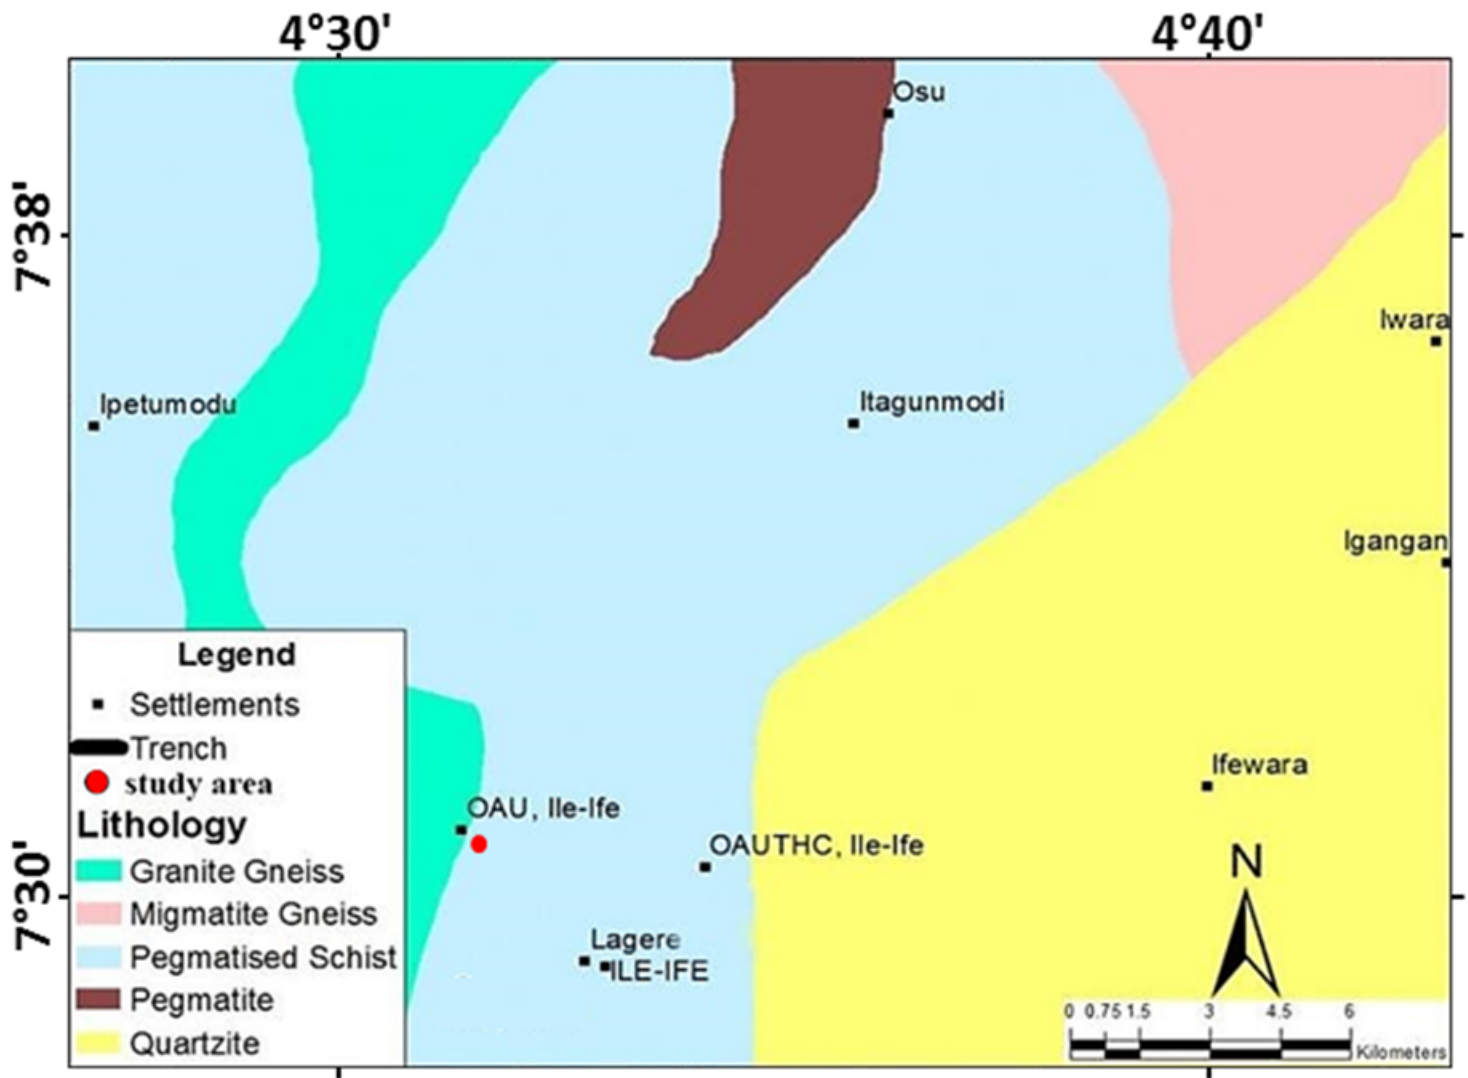 4°30'
4°40'
Osu
7°38'
Iwara
Ipetumodu
Itagunmodi
Igangan
Legend
Settlements
Trench
study area
Lithology
Granite Gneiss
Migmatite Gneiss
Pegmatised Schist
Pegmatite
Quartzite
OAU, Ile-Ife
Ifewara
OAUTHC, Ile-Ife
N
7°30'
Lagere
ILE-IFE
0 0.75 1.5 3 4.5 6
Kilometers